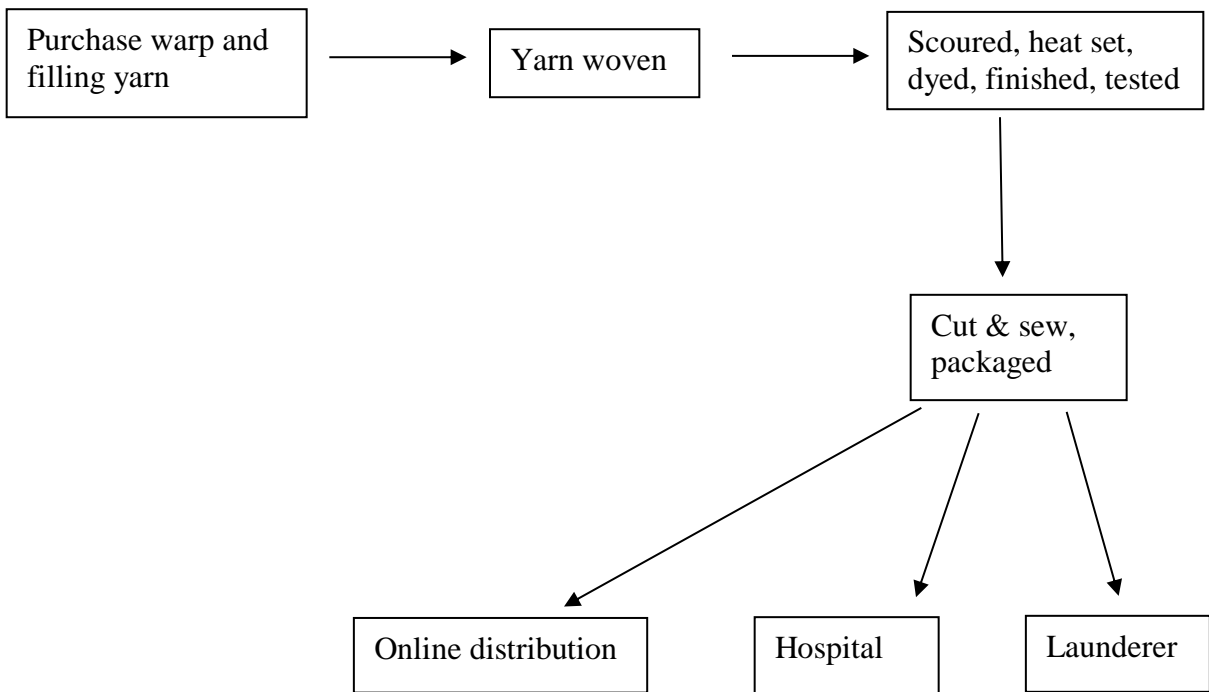 Purchase warp and
filling yarn
Yarn woven
Scoured, heat set,
dyed, finished, tested
Cut & sew,
packaged
Online distribution
Hospital
Launderer